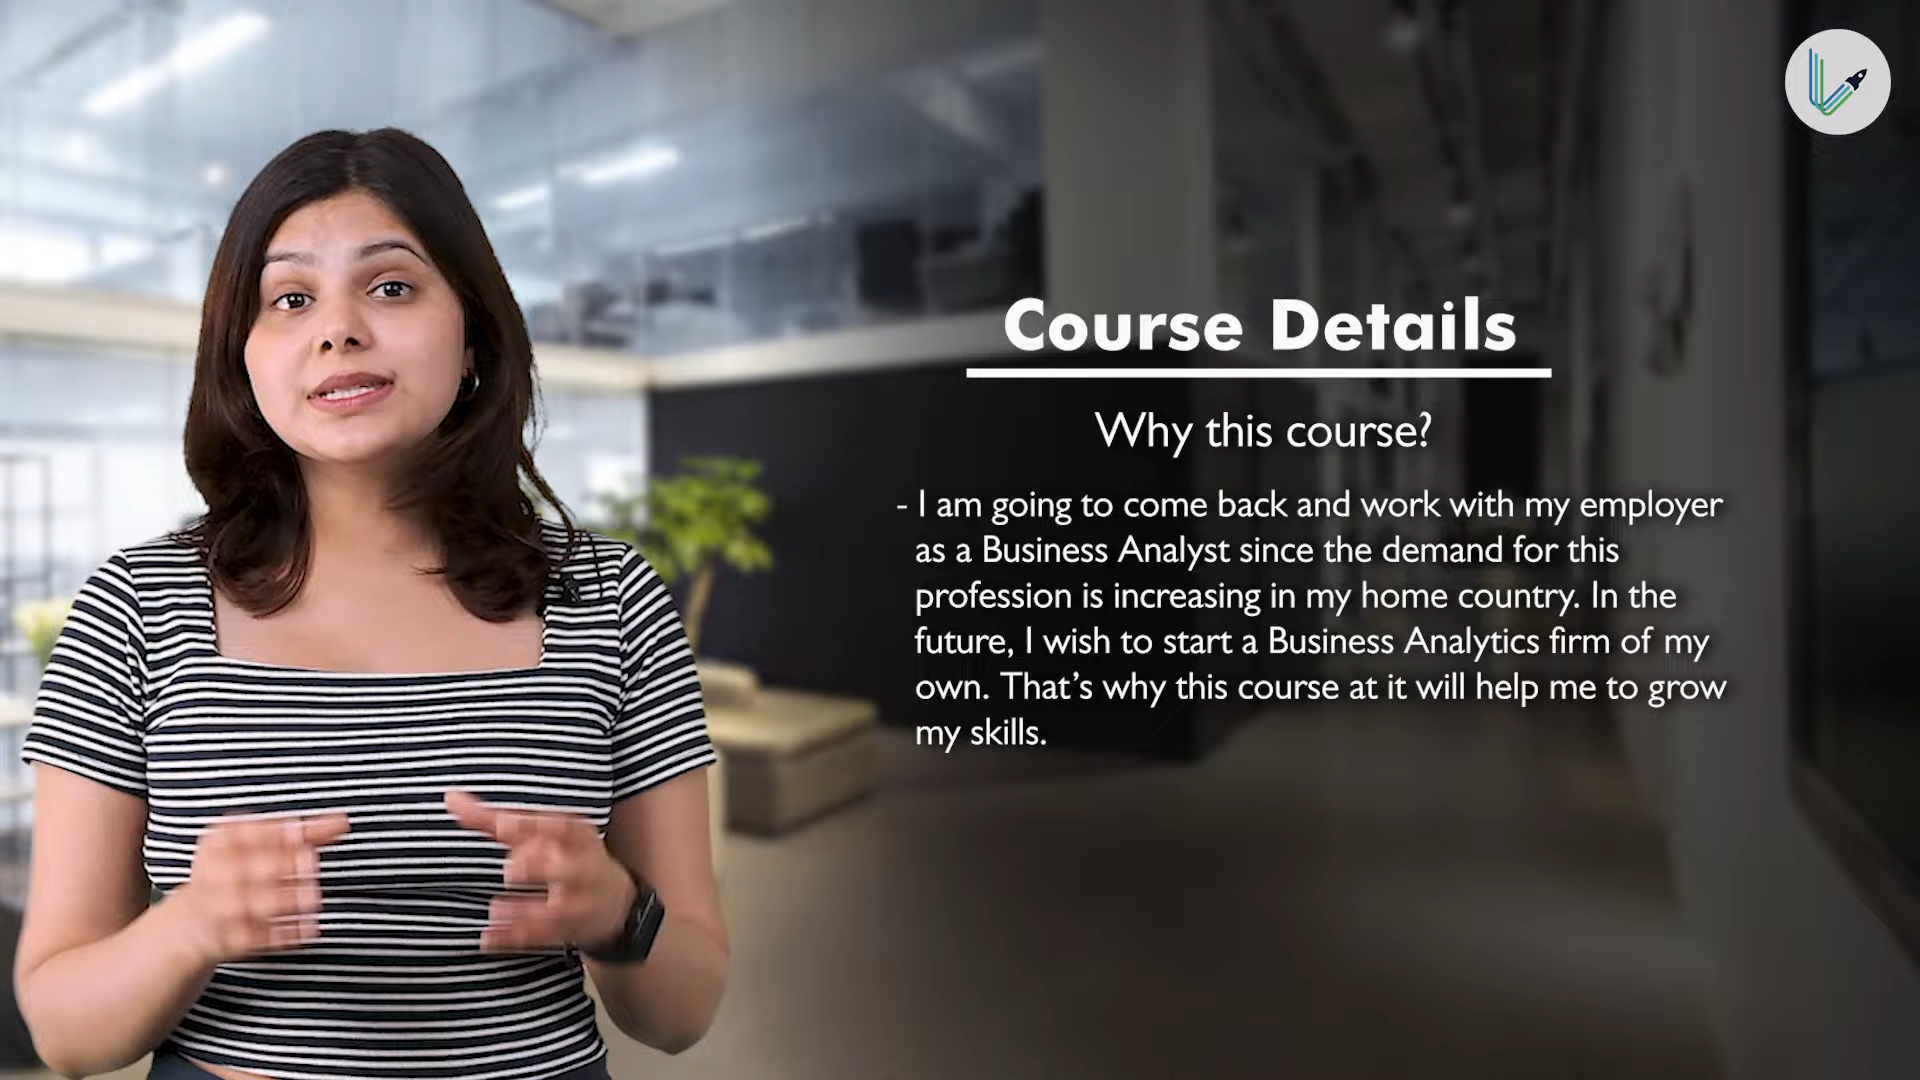 Course Details
Why this course?
- I am going to come back and work with my employer
as a Business Analyst since the demand for this
profession is increasing in my home country. In the
future, I wish to start a Business Analytics firm of my
own. That's why this course at it will help me to grow
my skills.